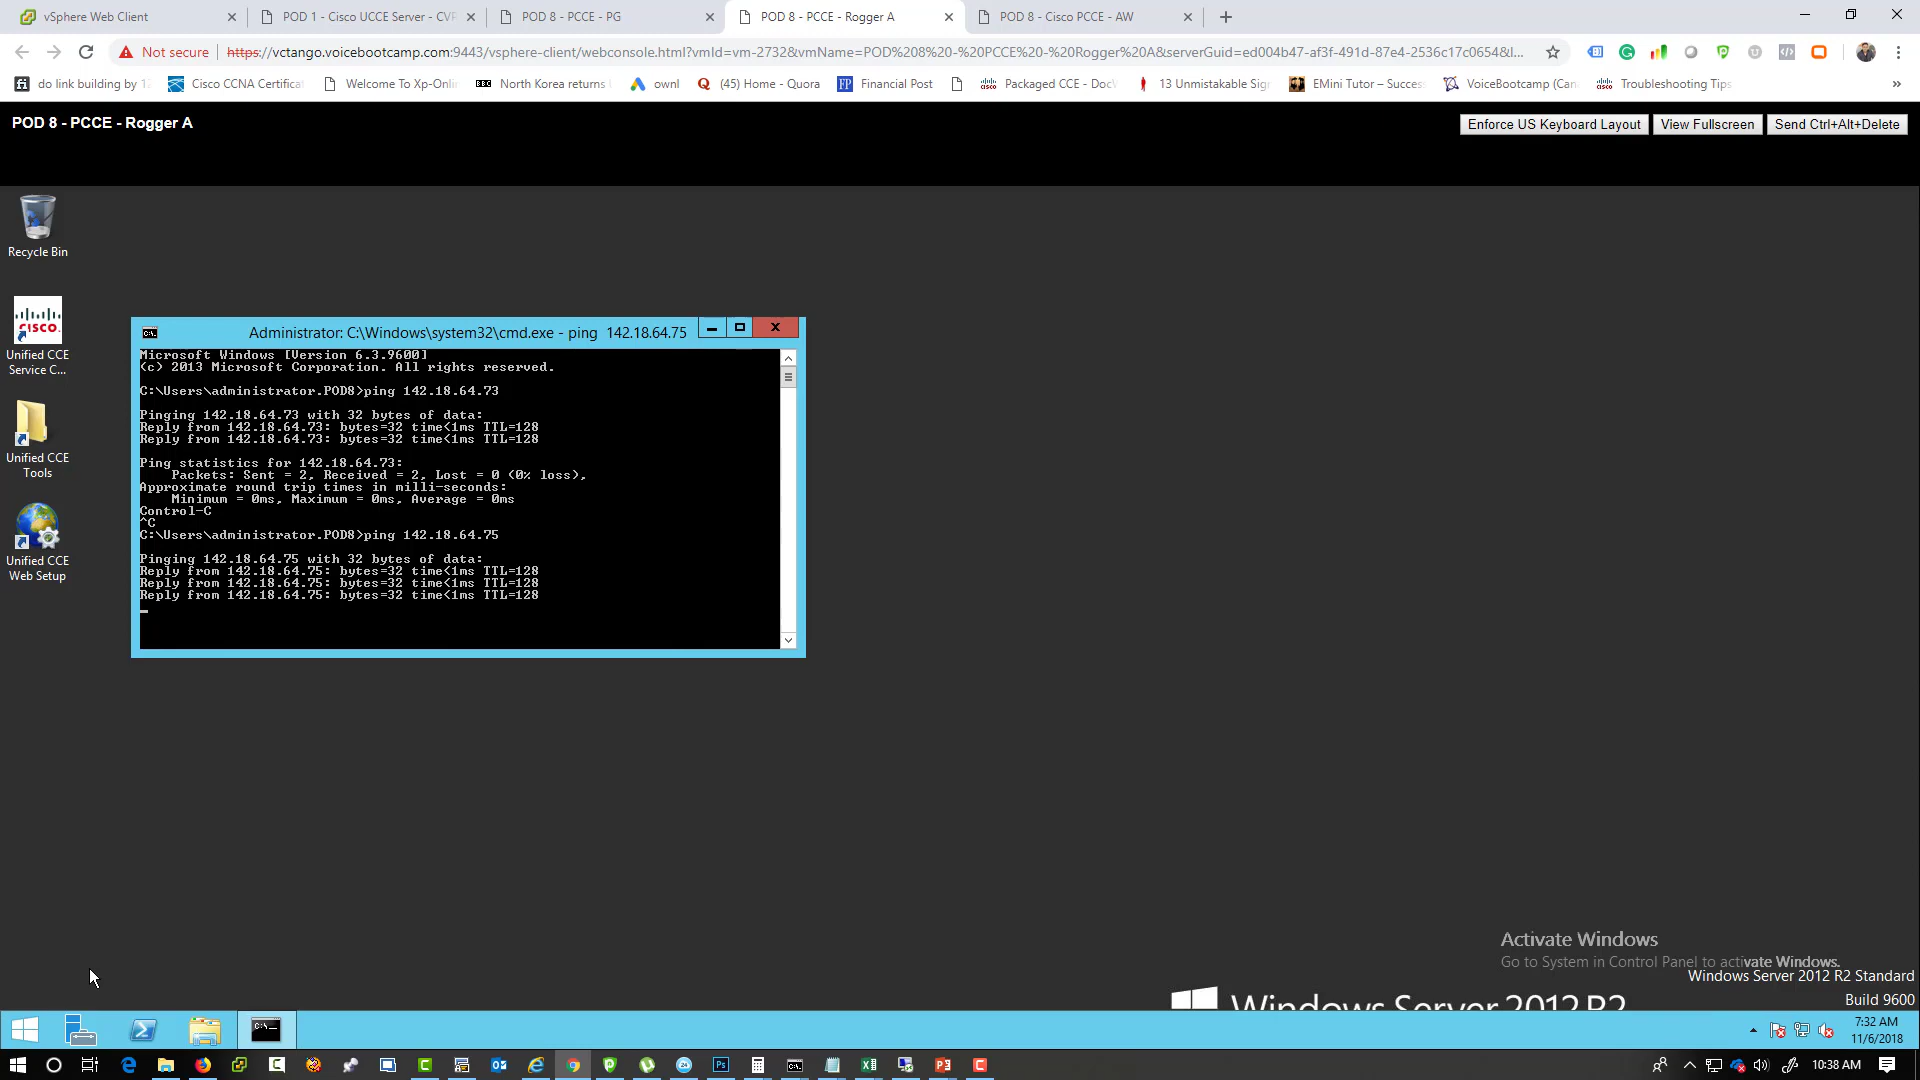 vSphere Web Client
POD 1 - Cisco UCCE Server - CVP
POD 8 - PCCE - PG
POD 8 - PCCE - Rogger A
POD 8 - Cisco PCCE - AW
Not secure
https://vctango.voicebootcamp.com:9443/vsphere-client/webconsole.html?vmId=vm-2732&vmName=POD%208%20-%20PCCE%20-%20Rogger%20A&serverGuid=ed004b47-af3f-491d-87e4-2536c17c0654&l...
do link building by 1
Cisco CCNA Certificat
Welcome To Xp-Onli
BBC
North Korea returns
ownl
(45) Home - Quora
FP
Financial Post
Packaged CCE - Doc
13 Unmistakable Sig
EMini Tutor – Succes
VoiceBootcamp (Can
Troubleshooting Tips
»
POD 8 - PCCE - Rogger A
Enforce US Keyboard Layout
View Fullscreen
Send Ctrl+Alt+Delete
Recycle Bin
CISCO
Unified CCE
Service C...
Unified CCE
Tools
Unified CCE
Web Setup
Administrator: C:\Windows\system32\cmd.exe - ping  142.18.64.75
Microsoft Windows [Version 6.3.9600]
(c) 2013 Microsoft Corporation. All rights reserved.
C:\Users\administrator.POD8>ping 142.18.64.73
Pinging 142.18.64.73 with 32 bytes of data:
Reply from 142.18.64.73: bytes=32 time<1ms TTL=128
Reply from 142.18.64.73: bytes=32 time<1ms TTL=128
Ping statistics for 142.18.64.73:
Packets: Sent = 2, Received = 2, Lost = 0 (0% loss),
Approximate round trip times in milli-seconds:
Minimum = 0ms, Maximum = 0ms, Average = 0ms
Control-C
^C
C:\Users\administrator.POD8>ping 142.18.64.75
Pinging 142.18.64.75 with 32 bytes of data:
Reply from 142.18.64.75: bytes=32 time<1ms TTL=128
Reply from 142.18.64.75: bytes=32 time<1ms TTL=128
Reply from 142.18.64.75: bytes=32 time<1ms TTL=128
Activate Windows
Go to System in Control Panel to activate Windows.
Windows Server 2012 R2 Standard
Build 9600
Windows Server 2012 R2
7:32 AM
11/6/2018
10:38 AM